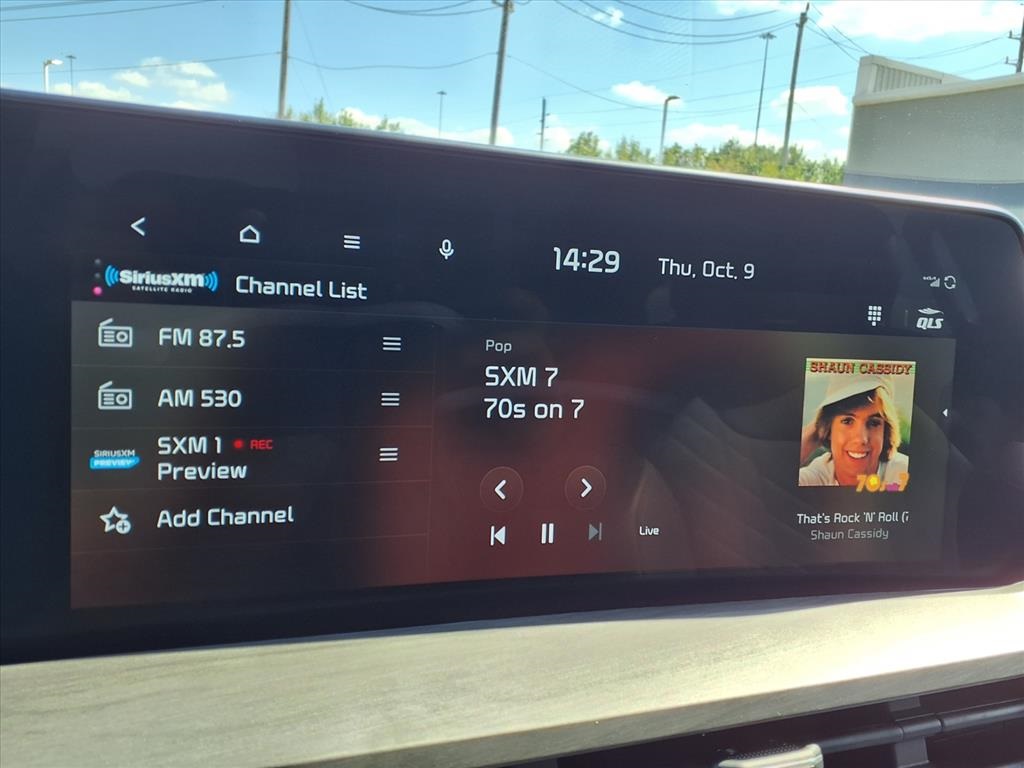 14:29
Thu, Oct. 9
SiriusXM
SATELLITE RADIO
Channel List
QLS
FM 87.5
AM 530
SIRIUSXM
PREVIEW
SXM 1 REC
Preview
Add Channel
Pop
SXM 7
70s on 7
Live
SHAUN CASSIDY
70s on 7
That's Rock 'N' Roll (7
Shaun Cassidy